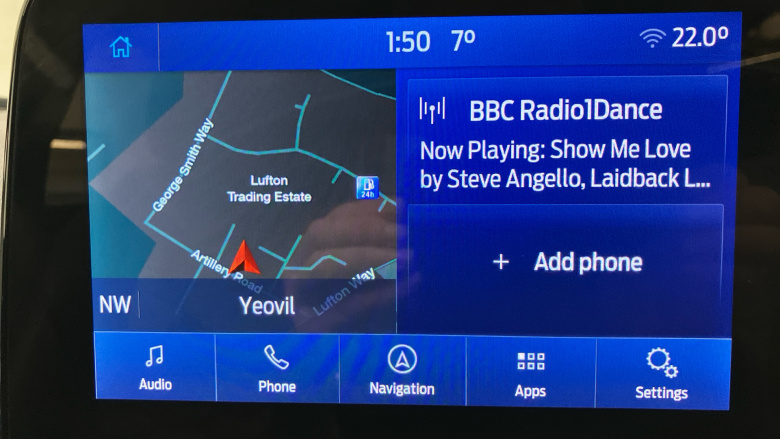 1:50 7º 22.0º
George Smith Way
Lufton
Trading Estate
24h
Artillery Road
Lufton Way
NW Yeovil
BBC Radio1Dance
Now Playing: Show Me Love
by Steve Angello, Laidback L...
+ Add phone
Audio
Phone
Navigation
Apps
Settings